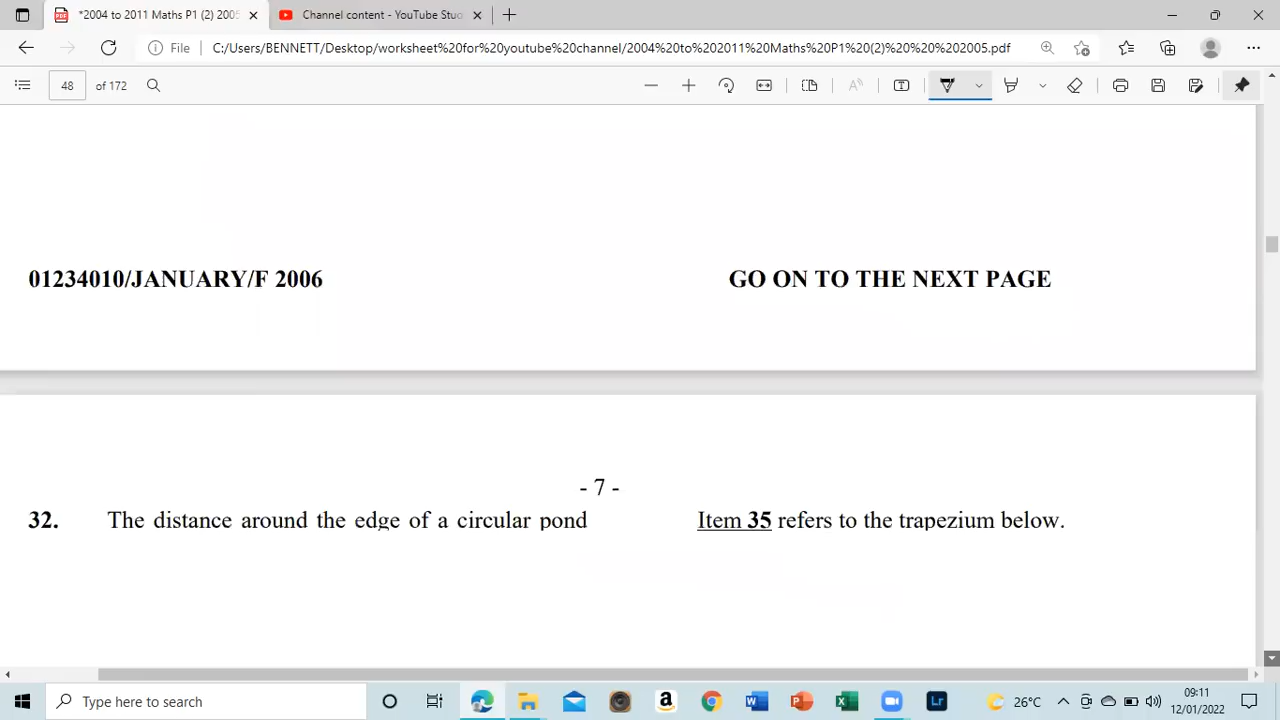 *2004 to 2011 Maths P1 (2) 2005
Channel content - YouTube Stuo
File
C:/Users/BENNETT/Desktop/worksheet%20for%20youtube%20channel/2004%20to%202011%20Maths%20P1%20(2)%20%20%202005.pdf
48 of 172
01234010/JANUARY/F 2006
GO ON TO THE NEXT PAGE
- 7 -
32. The distance around the edge of a circular pond
Item 35 refers to the trapezium below.
Type here to search
26°C
09:11
12/01/2022